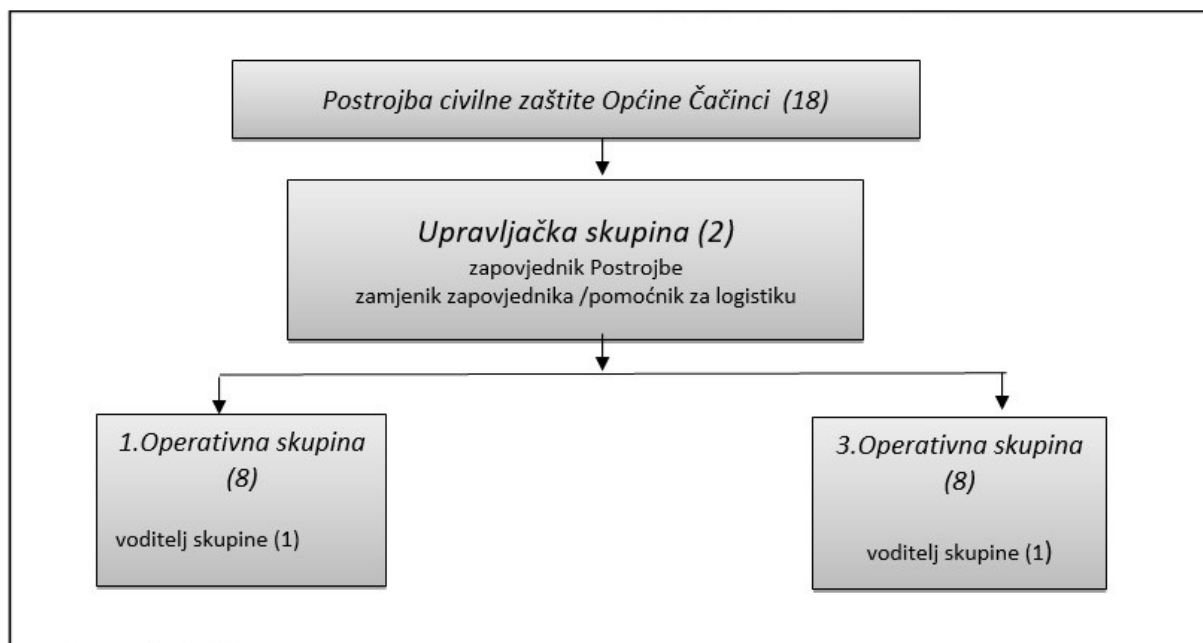 Postrojba civilne zaštite Općine Čačinci (18)
Upravljačka skupina (2)
zapovjednik Postrojbe
zamjenik zapovjednika /pomoćnik za logistiku
1.Operativna skupina
(8)
voditelj skupine (1)
3.Operativna skupina
(8)
voditelj skupine (1)